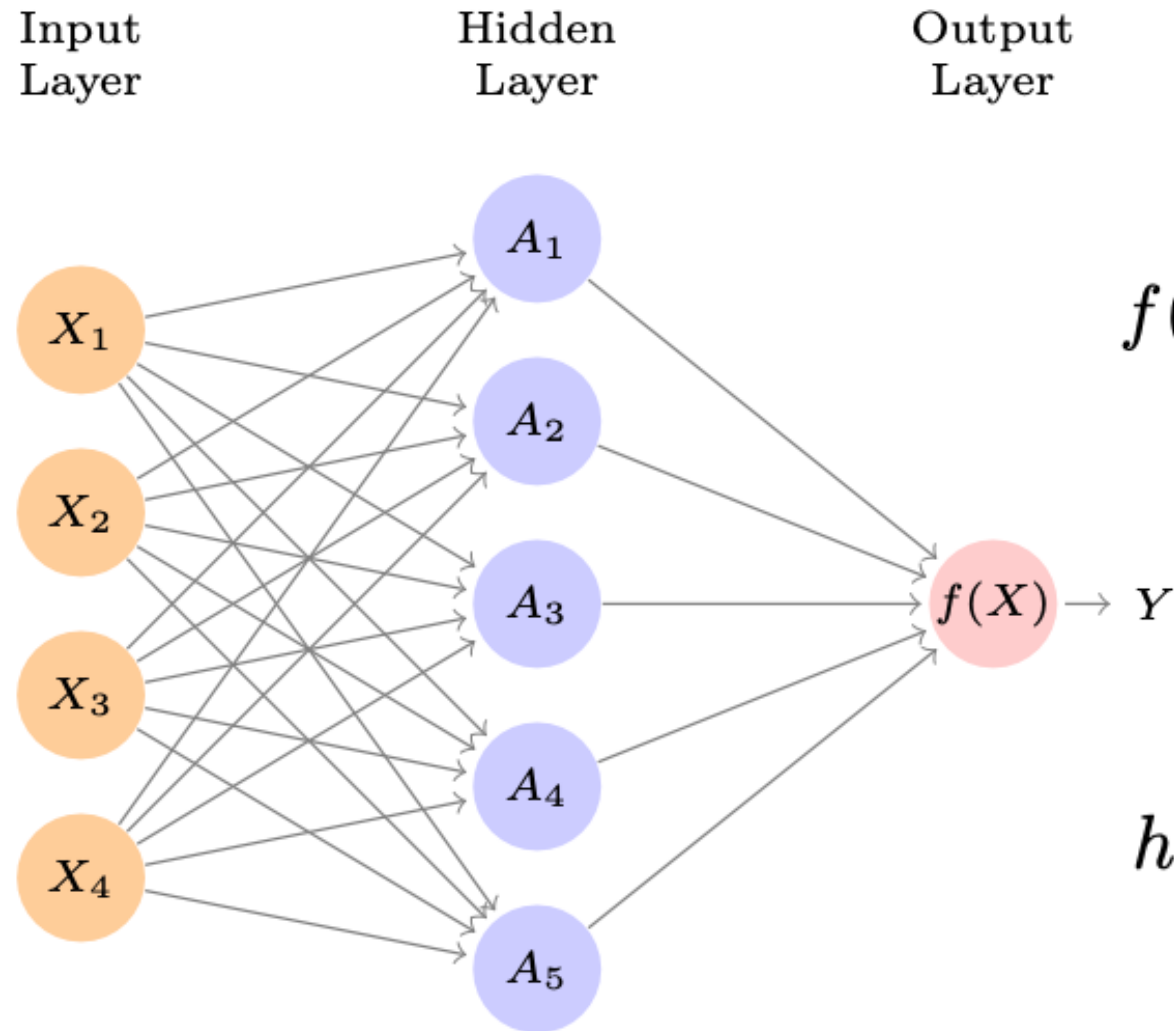 Input
Layer
Hidden
Layer
Output
Layer
X₁
X₂
X₃
X₄
A₁
A₂
A₃
A₄
A₅
f(X)
Y
f(
h